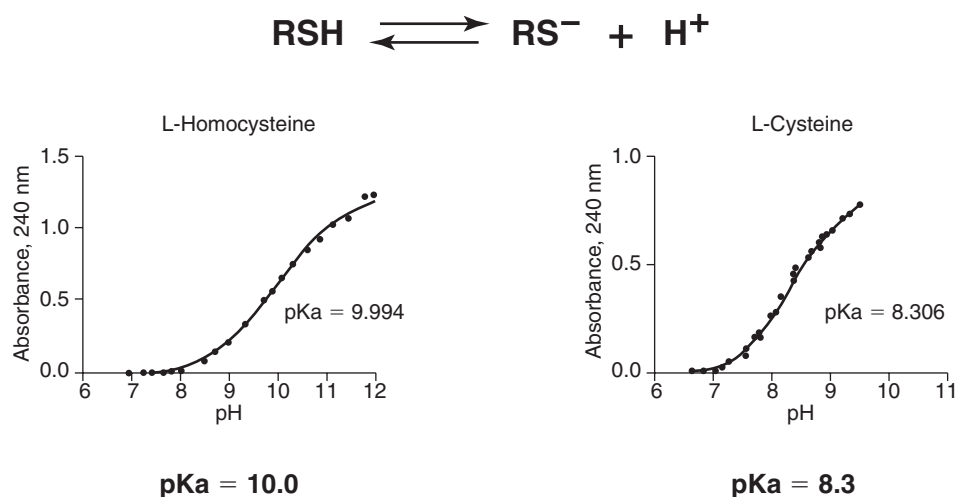 RSH ⇌ RS⁻ + H⁺
L-Homocysteine
Absorbance, 240 nm
1.5
1.0
0.5
0.0
pKa = 9.994
6 7 8 9 10 11 12
pH
pKa = 10.0
L-Cysteine
Absorbance, 240 nm
1.0
0.5
0.0
pKa = 8.306
6 7 8 9 10 11
pH
pKa = 8.3